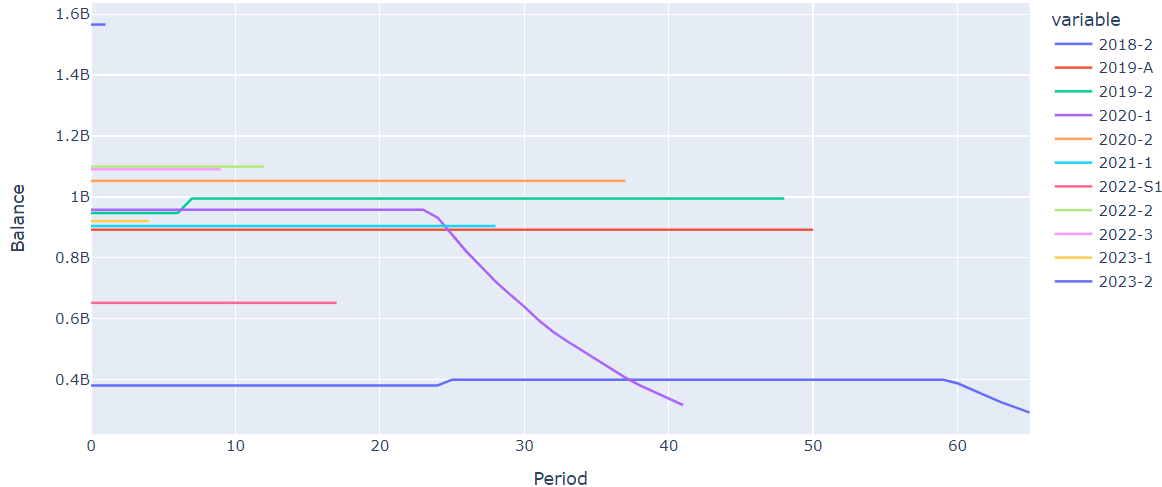 1.6B
1.4B
1.2B
1B
0.8B
0.6B
0.4B
Balance
0 10 20 30 40 50 60
Period
variable
2018-2
2019-A
2019-2
2020-1
2020-2
2021-1
2022-S1
2022-2
2022-3
2023-1
2023-2